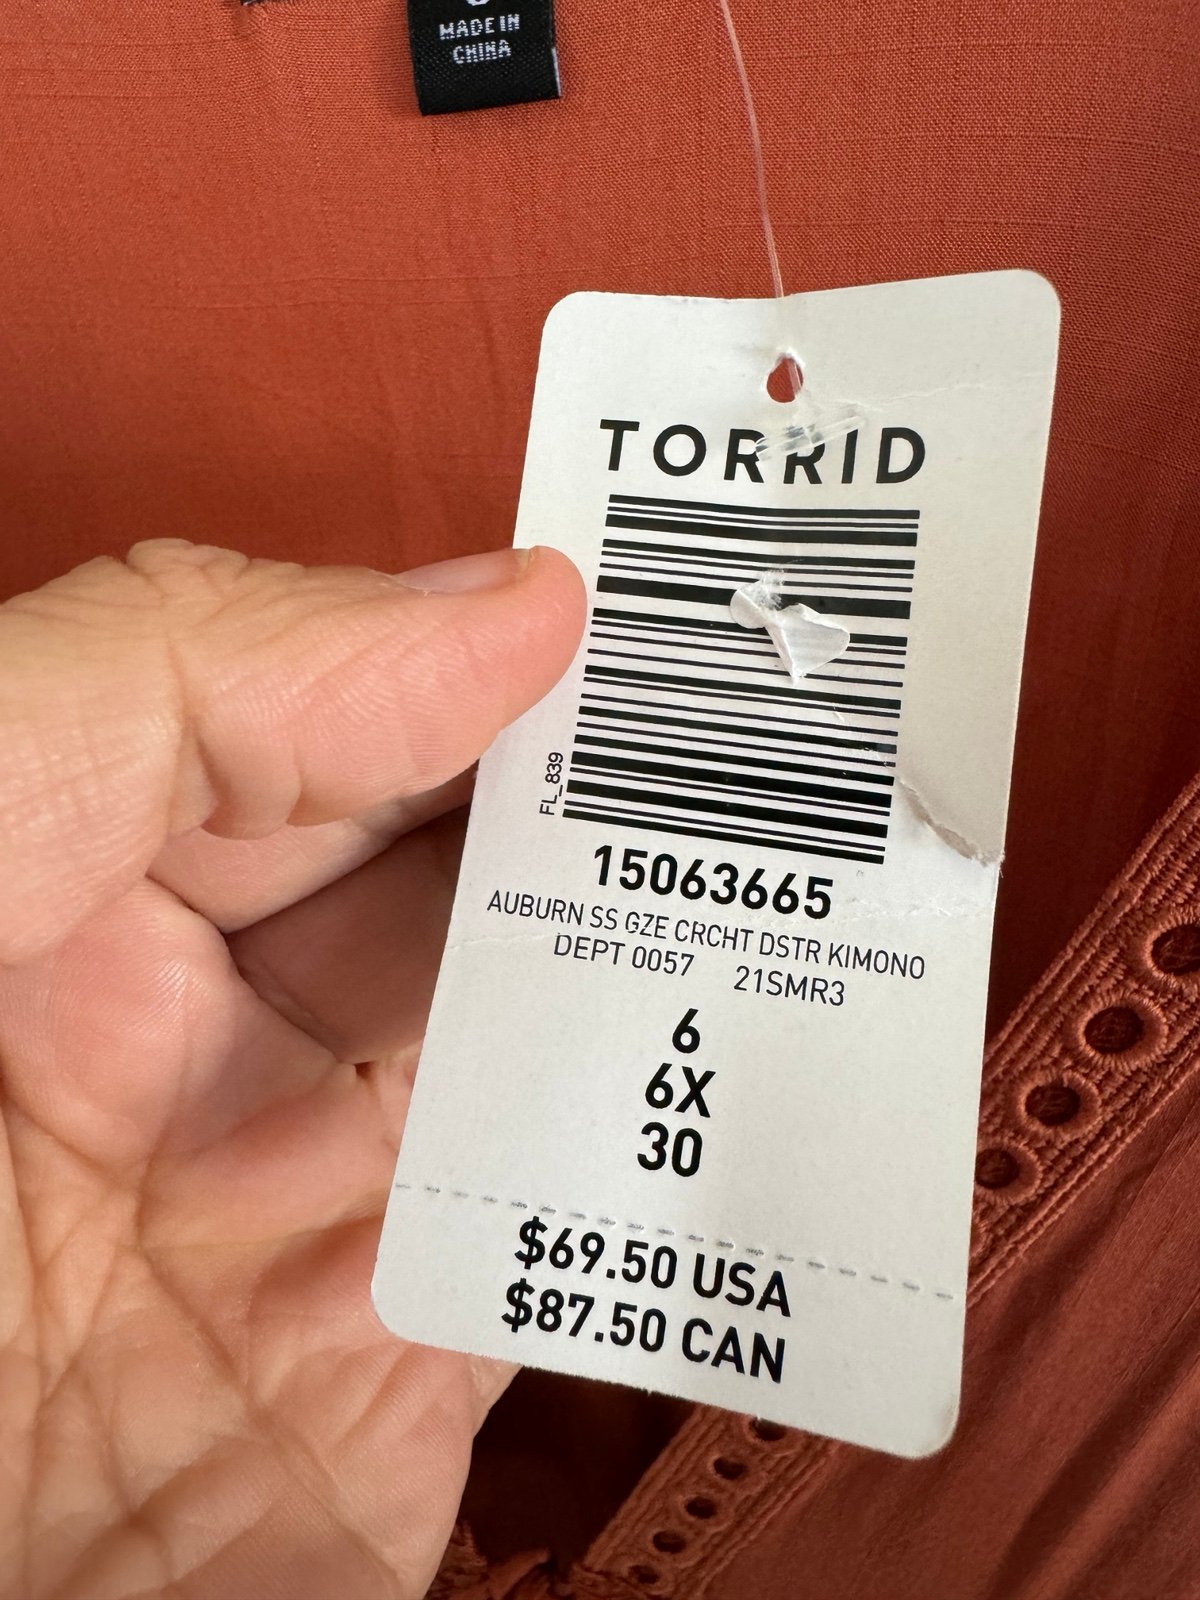 MADE IN
CHINA
TORRID
FL_839
15063665
AUBURN SS GZE CRCHT DSTR KIMONO
DEPT 0057 21SMR3
6
6X
30
$69.50 USA
$87.50 CAN